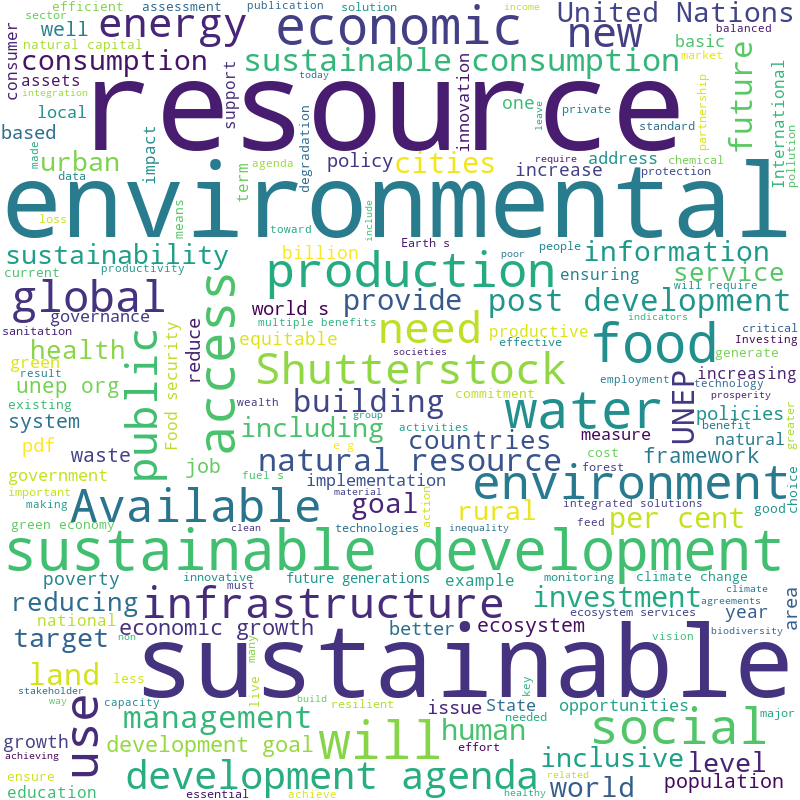 sector
efficient
assessment
publication
solution
income
natural capital
well
energy
economic
new
United Nations
balanced
consumer
assets
integration
consumption
support
sustainable consumption
today
innovation
one
leave
private
basic
market
partnership
future
International
pollution
local
based
resource
standard
made
urban
data
impact
term
agenda
degradation
policy
cities
require
increase
address
chemical
protection
loss
means
environmental
toward
include
Earth s
poor
people
sustainability
current
productivity
billion
production
information
ensuring
service
will require
global
governance
sanitation
access
world s
provide
post development
indicators
critical
Investing
multiple benefits
need
productive
effective
food
generate
health
green
result
public
Food security
reduce
equitable
societies
Shutterstock
increasing
technology
employment
prosperity
unep org
existing
wealth
group
building
commitment
water
UNEP
policies
benefit
greater
system
including
activities
countries
measure
natural
pdf
waste
job
e g
cost
forest
framework
government
fuel s
natural resource
implementation
material
environment
good
choice
important
making
Available
goal
action
rural
integrated solutions
feed
per cent
green economy
clean
technologies
inequality
sustainable development
poverty
innovative
must
future generations
example
monitoring
climate change
climate
reducing
infrastructure
investment
agreements
year
area
national
target
non
economic growth
better
ecosystem
ecosystem services
vision
biodiversity
land
less
many
live
sustainable
stakeholder
way
capacity
build
resilient
key
needed
State
issue
opportunities
major
use
management
will
human
social
growth
achieving
development goal
effort
inclusive
level
ensure
education
development agenda
essential
achieve
healthy
related
world
population